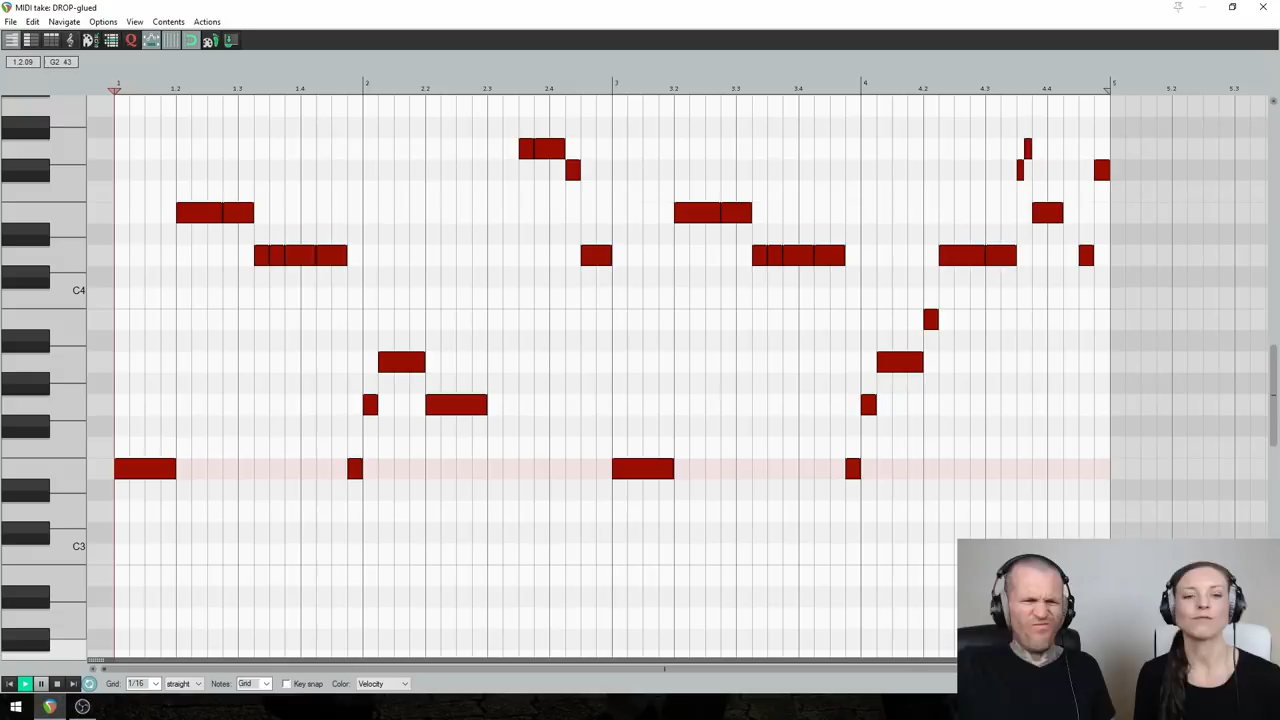 MIDI take: DROP-glued
File Edit Navigate Options View Contents Actions
Q
1.2.09 G2 43
1 1.2 1.3 1.4 2 2.2 2.3 2.4 3 3.2 3.3 3.4 4 4.2 4.3 4.4 5 5.2 5.3
C4
C3
Grid: 1/16 straight Notes: Grid Key snap Color: Velocity